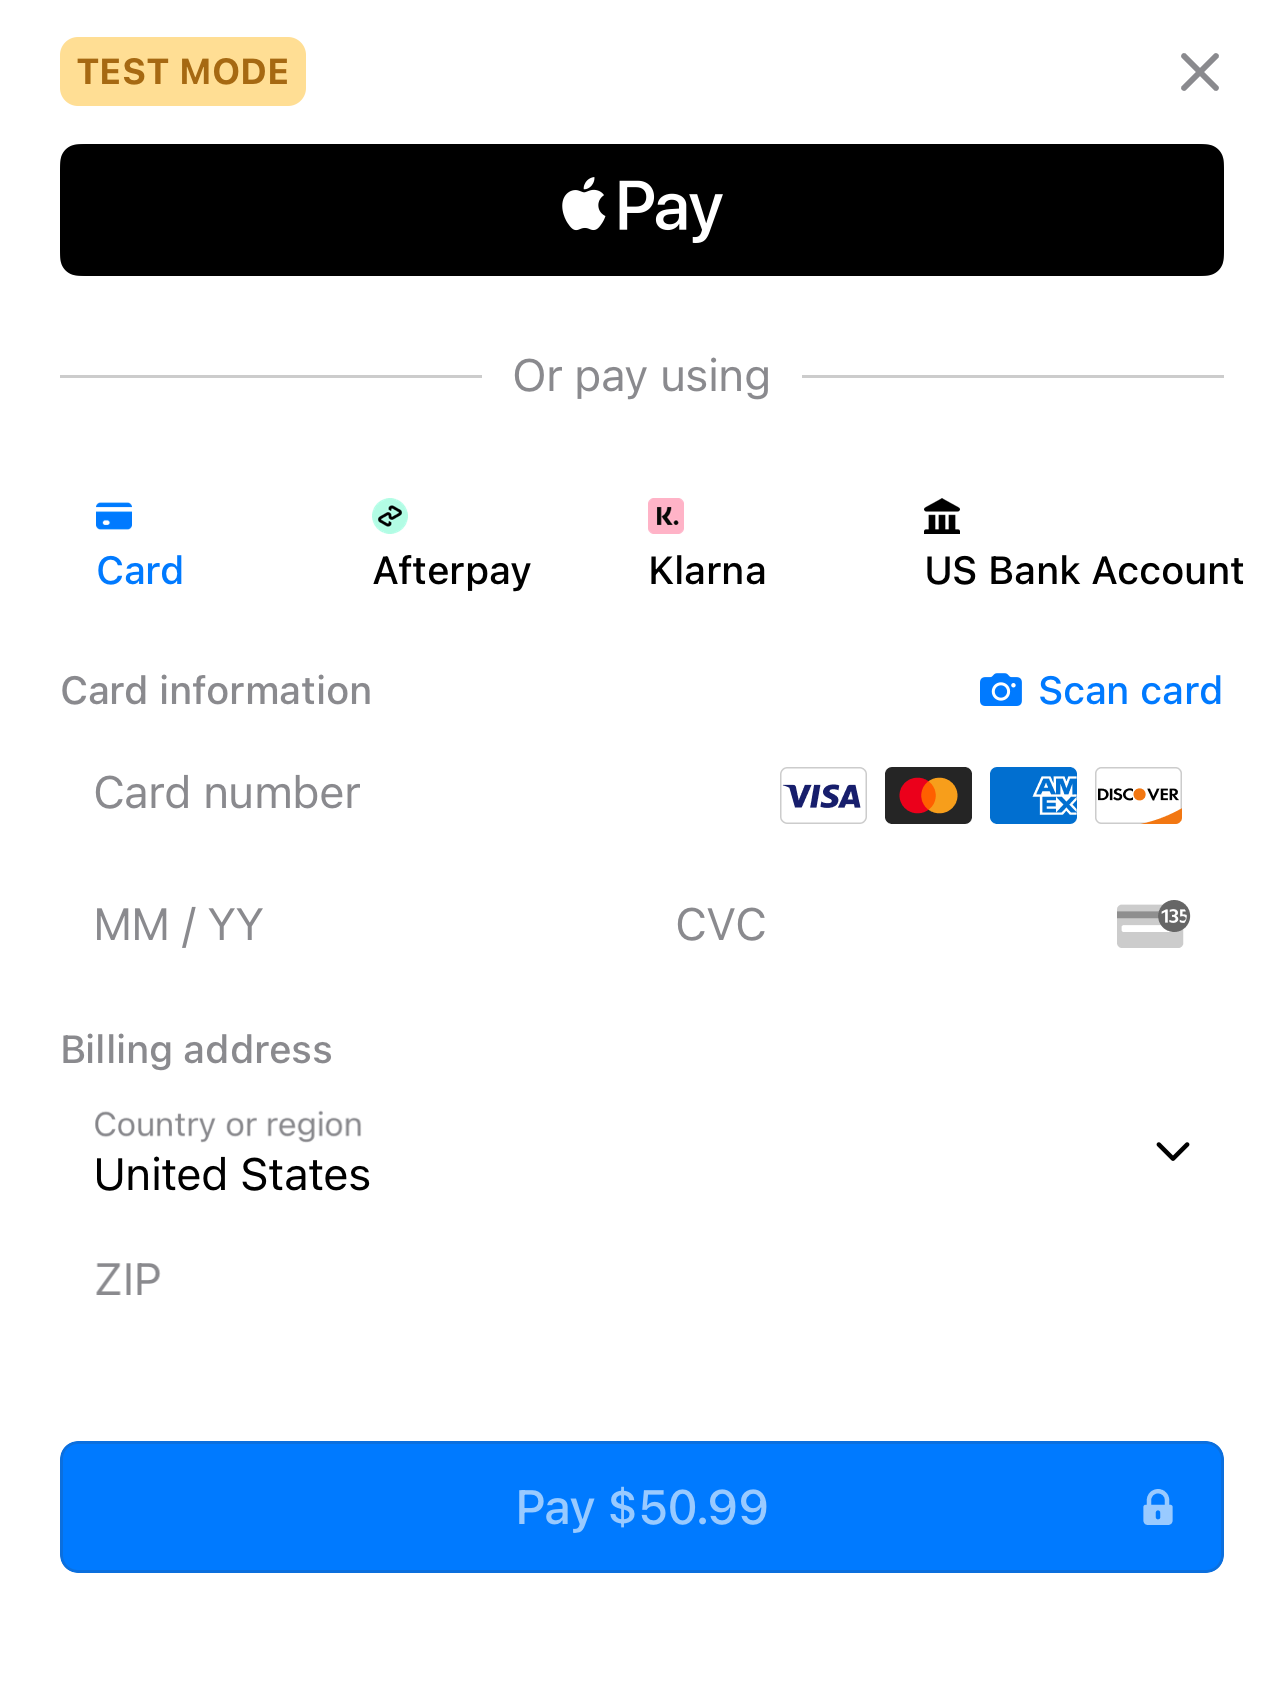 TEST MODE
Pay
Or pay using
K.
Card
Afterpay
Klarna
US Bank Account
Card information
Scan card
Card number
VISA
AM
EX
DISCOVER
MM / YY
CVC
135
Billing address
Country or region
United States
ZIP
Pay $50.99